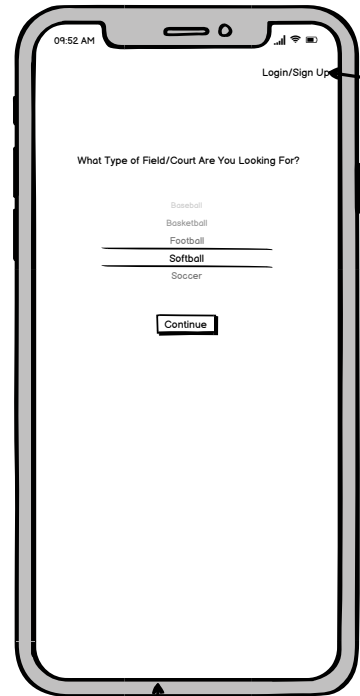 09:52 AM
Login/Sign Up
What Type of Field/Court Are You Looking For?
Baseball
Basketball
Football
Softball
Soccer
Continue